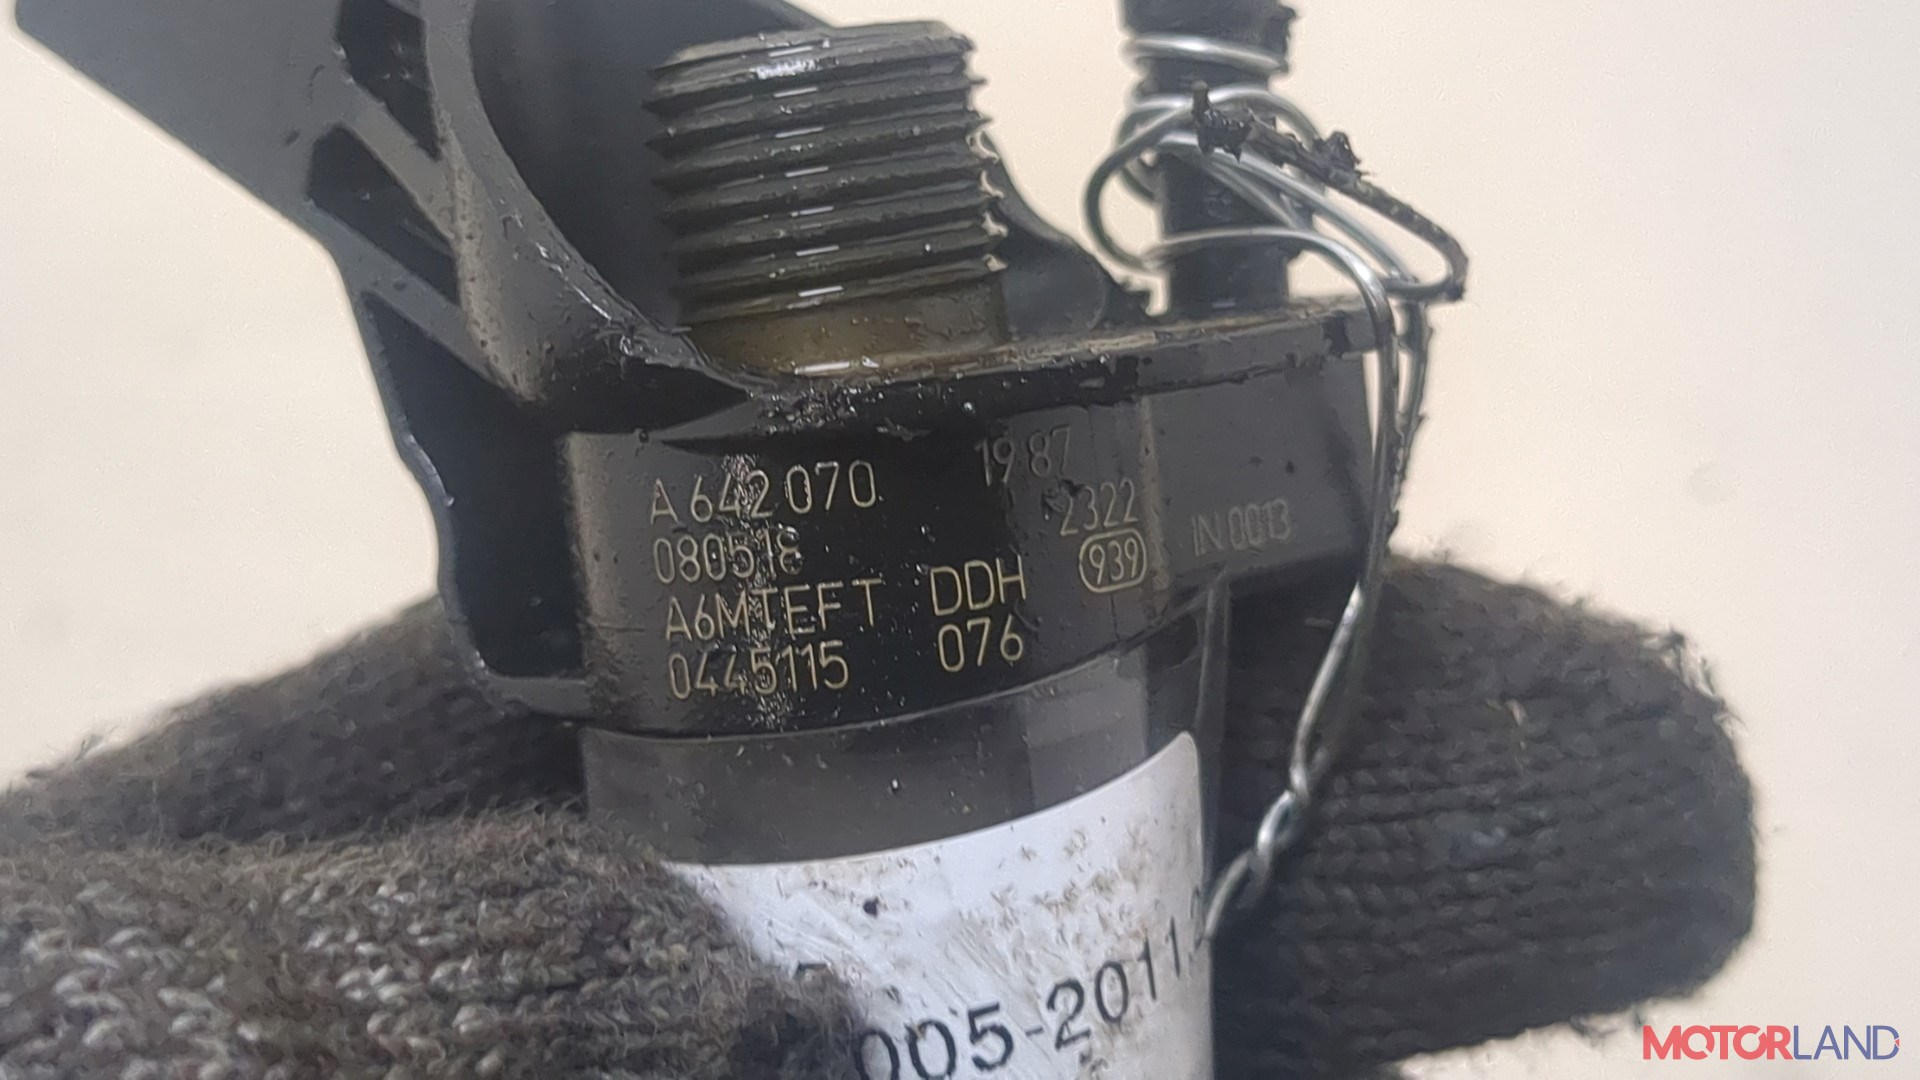 A 642 070 1987
080518 2322
A6MTEFT DDH 939 IN 0013
0445115 076
005-2011
MOTORLAND